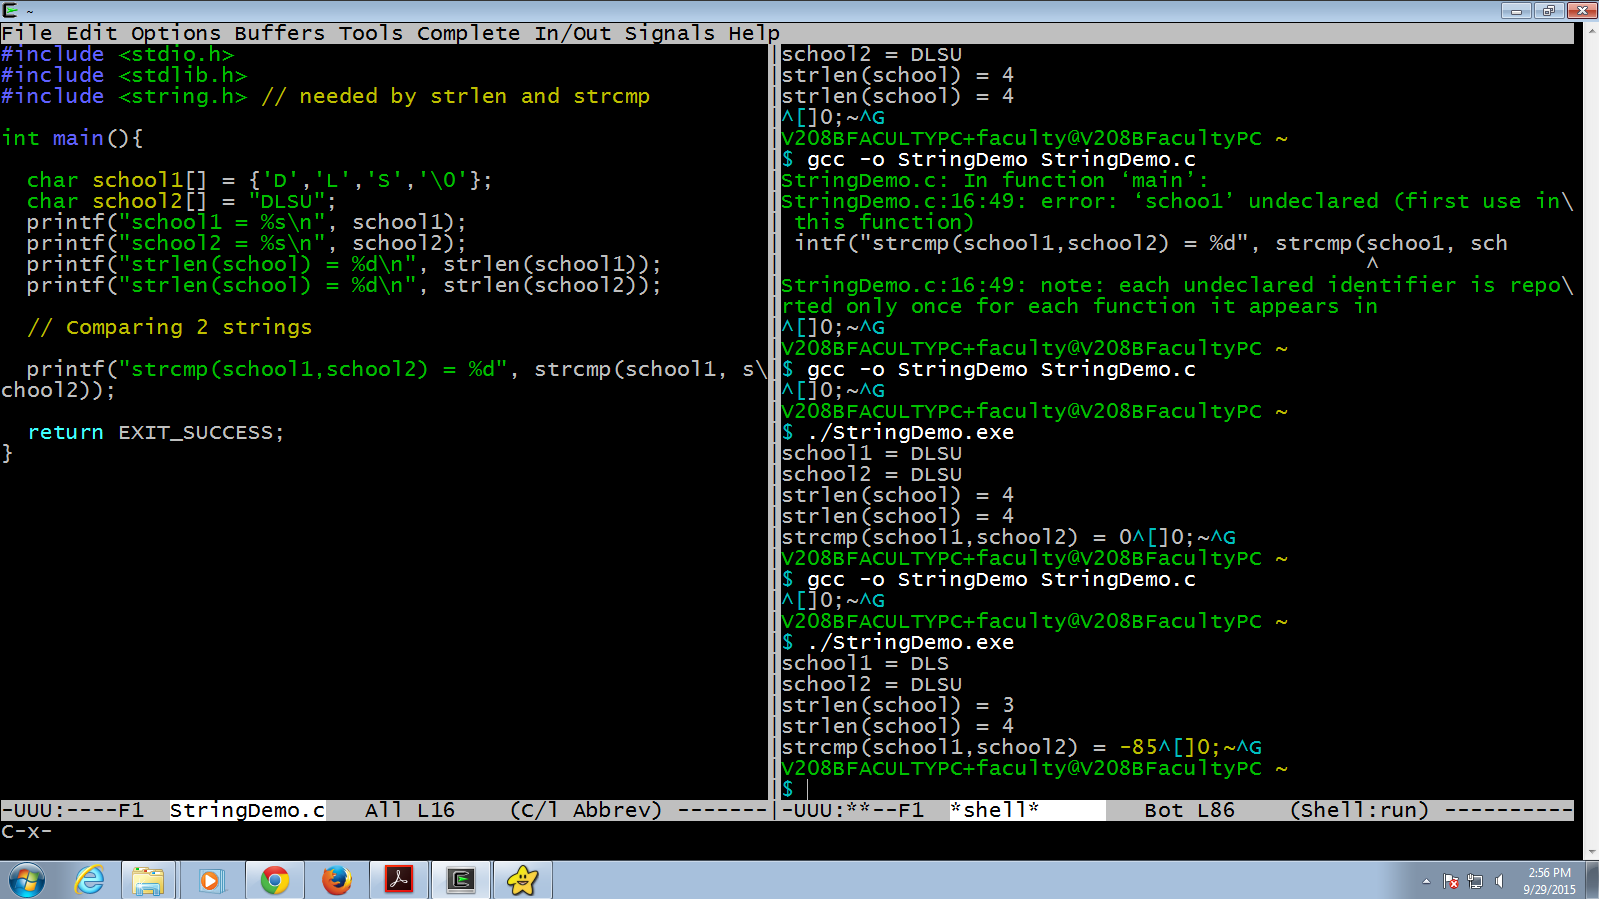 ~
File Edit Options Buffers Tools Complete In/Out Signals Help
#include <stdio.h>
#include <stdlib.h>
#include <string.h> // needed by strlen and strcmp
int main(){
char school1[] = {'D','L','S','\0'};
char school2[] = "DLSU";
printf("school1 = %s\n", school1);
printf("school2 = %s\n", school2);
printf("strlen(school) = %d\n", strlen(school1));
printf("strlen(school) = %d\n", strlen(school2));
// Comparing 2 strings
printf("strcmp(school1,school2) = %d", strcmp(school1, s\
chool2));
return EXIT_SUCCESS;
}
school2 = DLSU
strlen(school) = 4
strlen(school) = 4
^[]0;~^G
V208BFACULTYPC+faculty@V208BFacultyPC ~
$ gcc -o StringDemo StringDemo.c
StringDemo.c: In function ‘main’:
StringDemo.c:16:49: error: ‘schoo1’ undeclared (first use in\
this function)
intf("strcmp(school1,school2) = %d", strcmp(schoo1, sch
^
StringDemo.c:16:49: note: each undeclared identifier is repo\
rted only once for each function it appears in
^[]0;~^G
V208BFACULTYPC+faculty@V208BFacultyPC ~
$ gcc -o StringDemo StringDemo.c
^[]0;~^G
V208BFACULTYPC+faculty@V208BFacultyPC ~
$ ./StringDemo.exe
school1 = DLSU
school2 = DLSU
strlen(school) = 4
strlen(school) = 4
strcmp(school1,school2) = 0^[]0;~^G
V208BFACULTYPC+faculty@V208BFacultyPC ~
$ gcc -o StringDemo StringDemo.c
^[]0;~^G
V208BFACULTYPC+faculty@V208BFacultyPC ~
$ ./StringDemo.exe
school1 = DLS
school2 = DLSU
strlen(school) = 3
strlen(school) = 4
strcmp(school1,school2) = -85^[]0;~^G
V208BFACULTYPC+faculty@V208BFacultyPC ~
$
-UUU:----F1 StringDemo.c All L16 (C/l Abbrev) -------
-UUU:**--F1 *shell* Bot L86 (Shell:run) ----------
C-x-
2:56 PM
9/29/2015